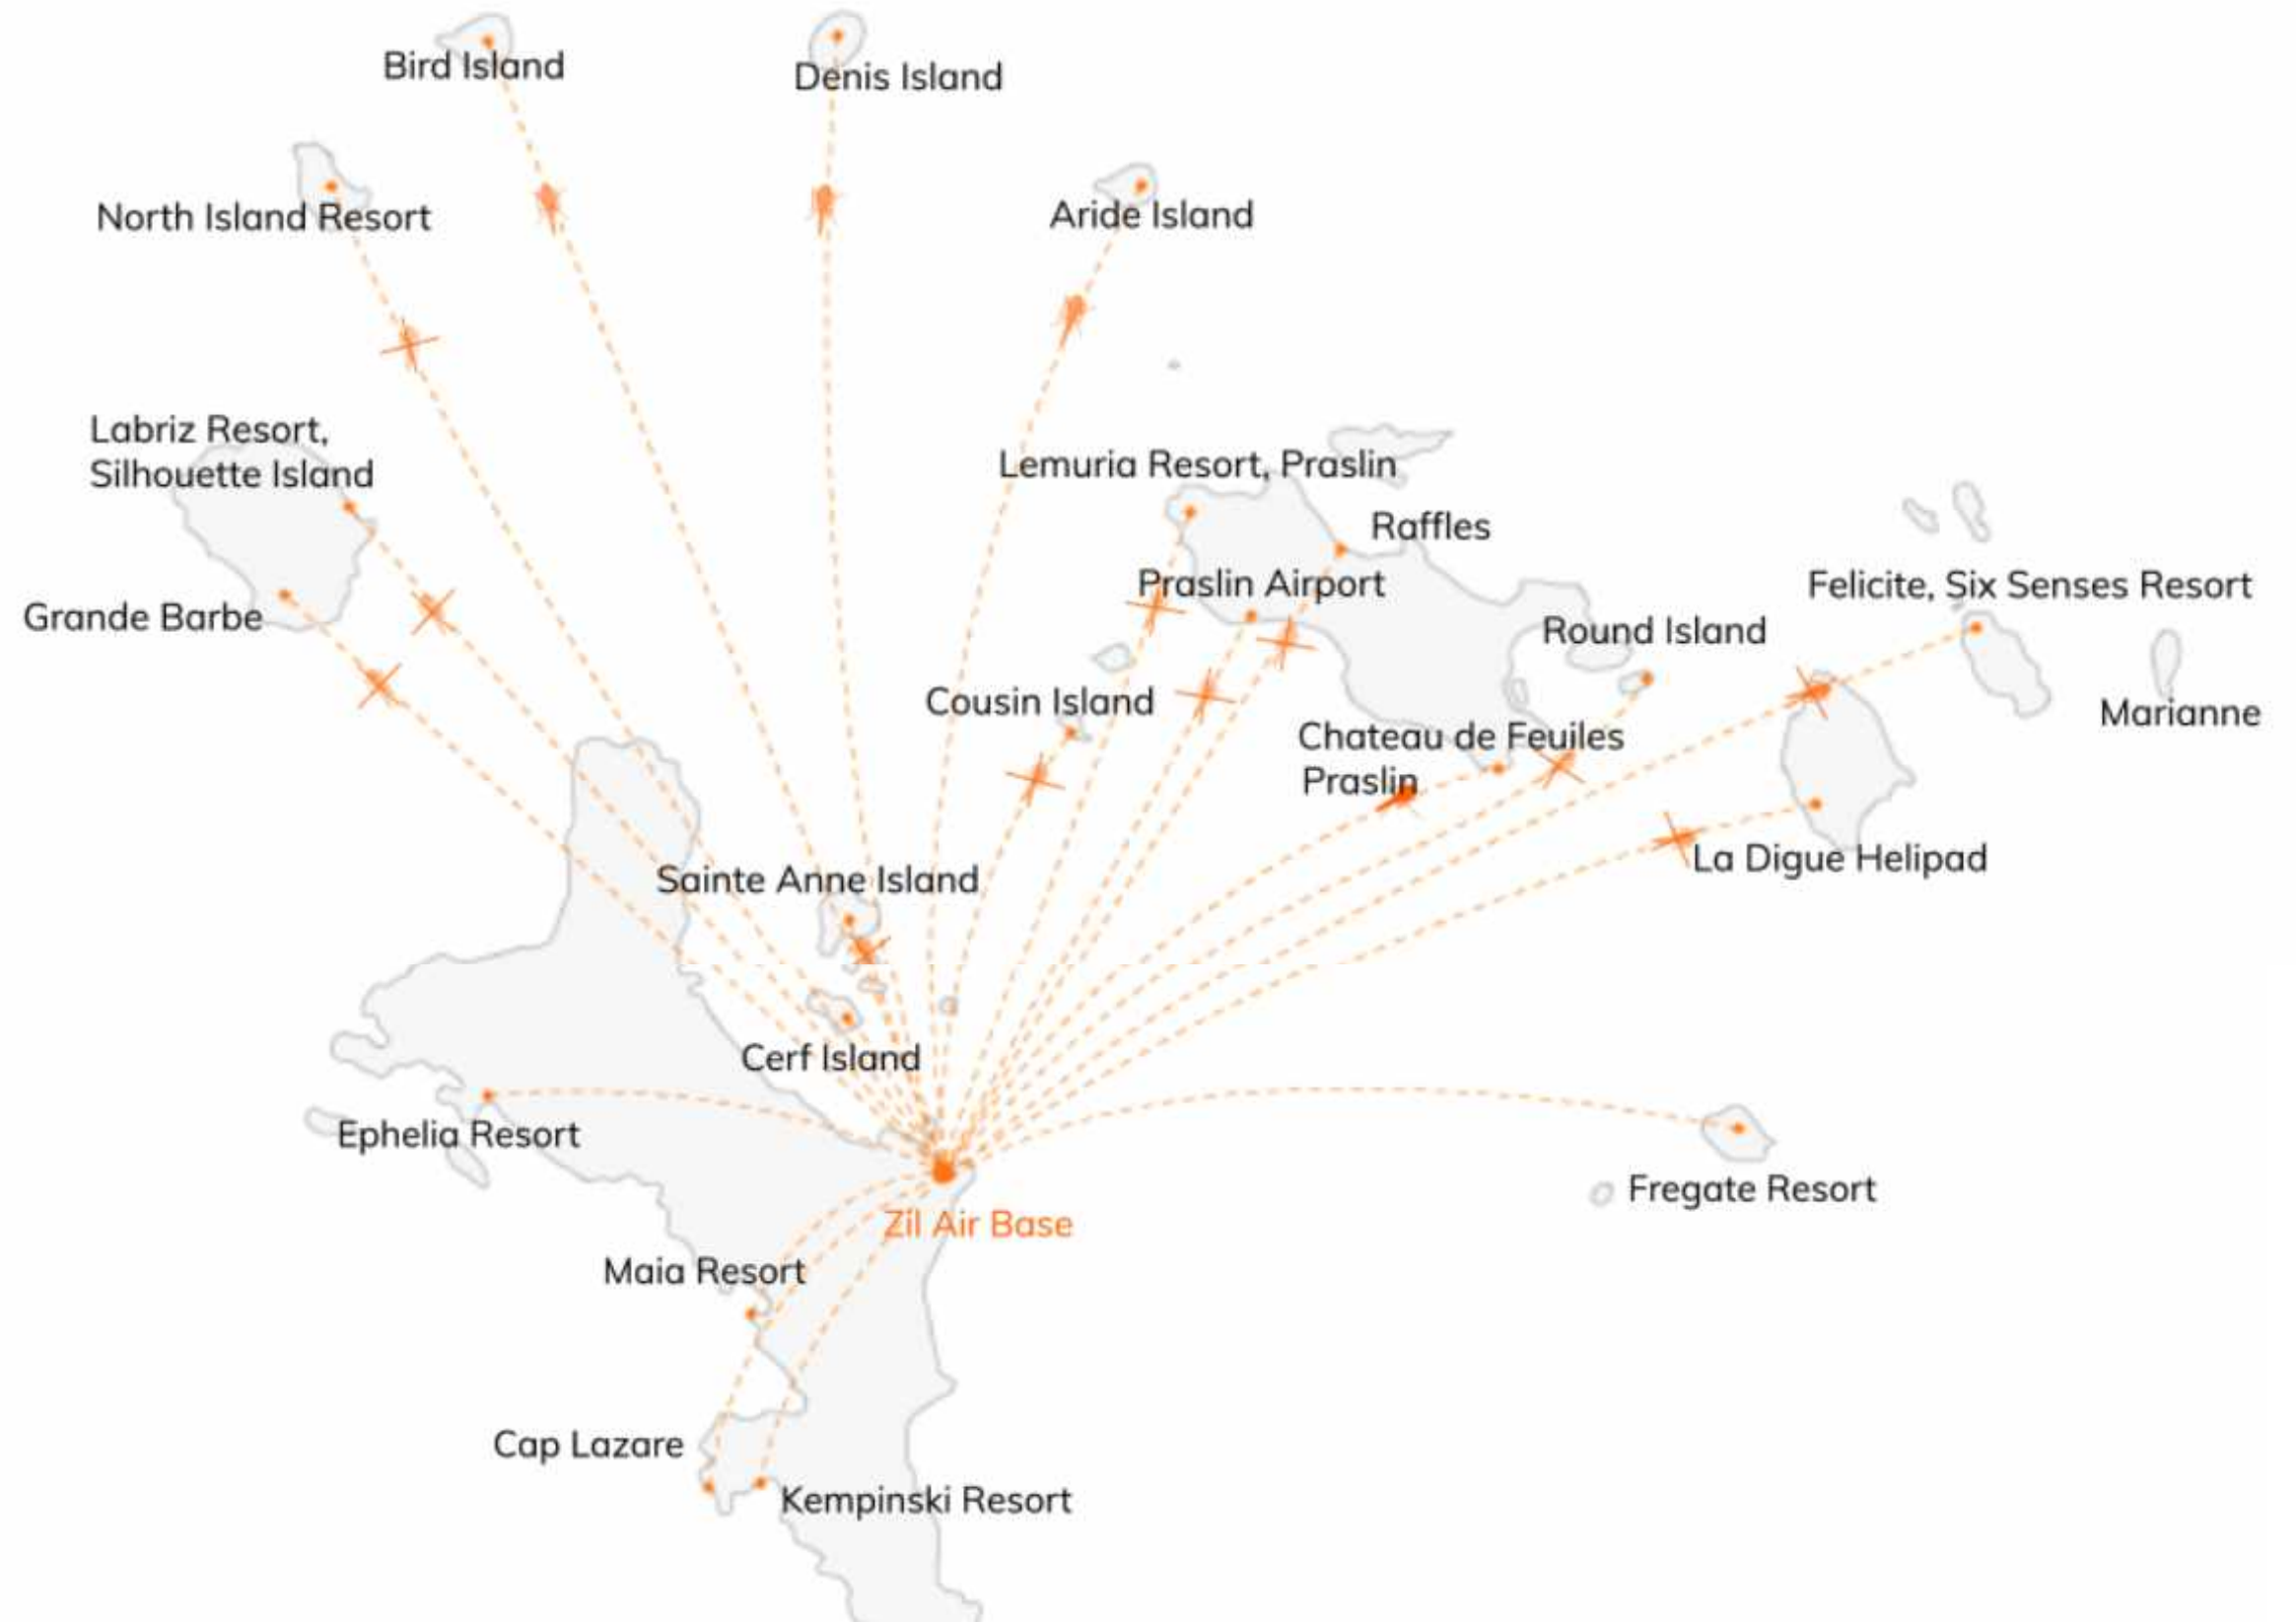 Bird Island
Denis Island
North Island Resort
Aride Island
Labriz Resort,
Silhouette Island
Lemuria Resort, Praslin
Raffles
Praslin Airport
Felicite, Six Senses Resort
Grande Barbe
Round Island
Cousin Island
Marianne
Chateau de Feuiles
Praslin
La Digue Helipad
Sainte Anne Island
Cerf Island
Ephelia Resort
Fregate Resort
Zil Air Base
Maia Resort
Cap Lazare
Kempinski Resort